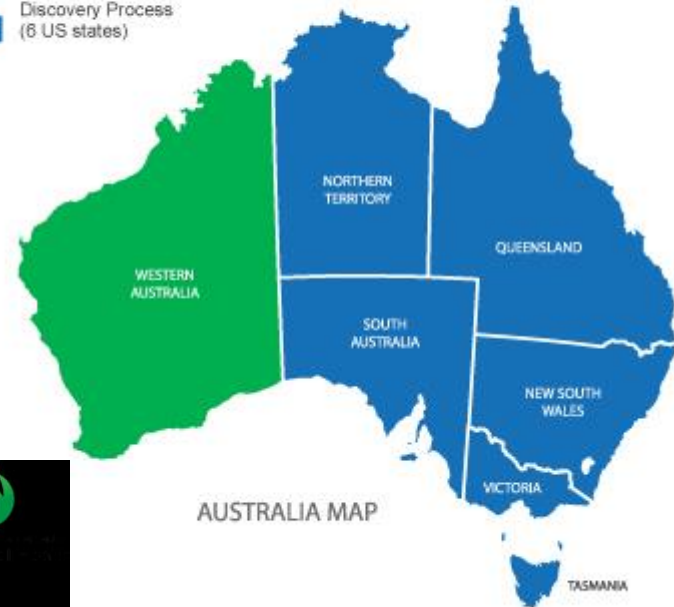 Discovery Process
(6 US states)
NORTHERN
TERRITORY
QUEENSLAND
WESTERN
AUSTRALIA
SOUTH
AUSTRALIA
NEW SOUTH
WALES
VICTORIA
AUSTRALIA MAP
TASMANIA